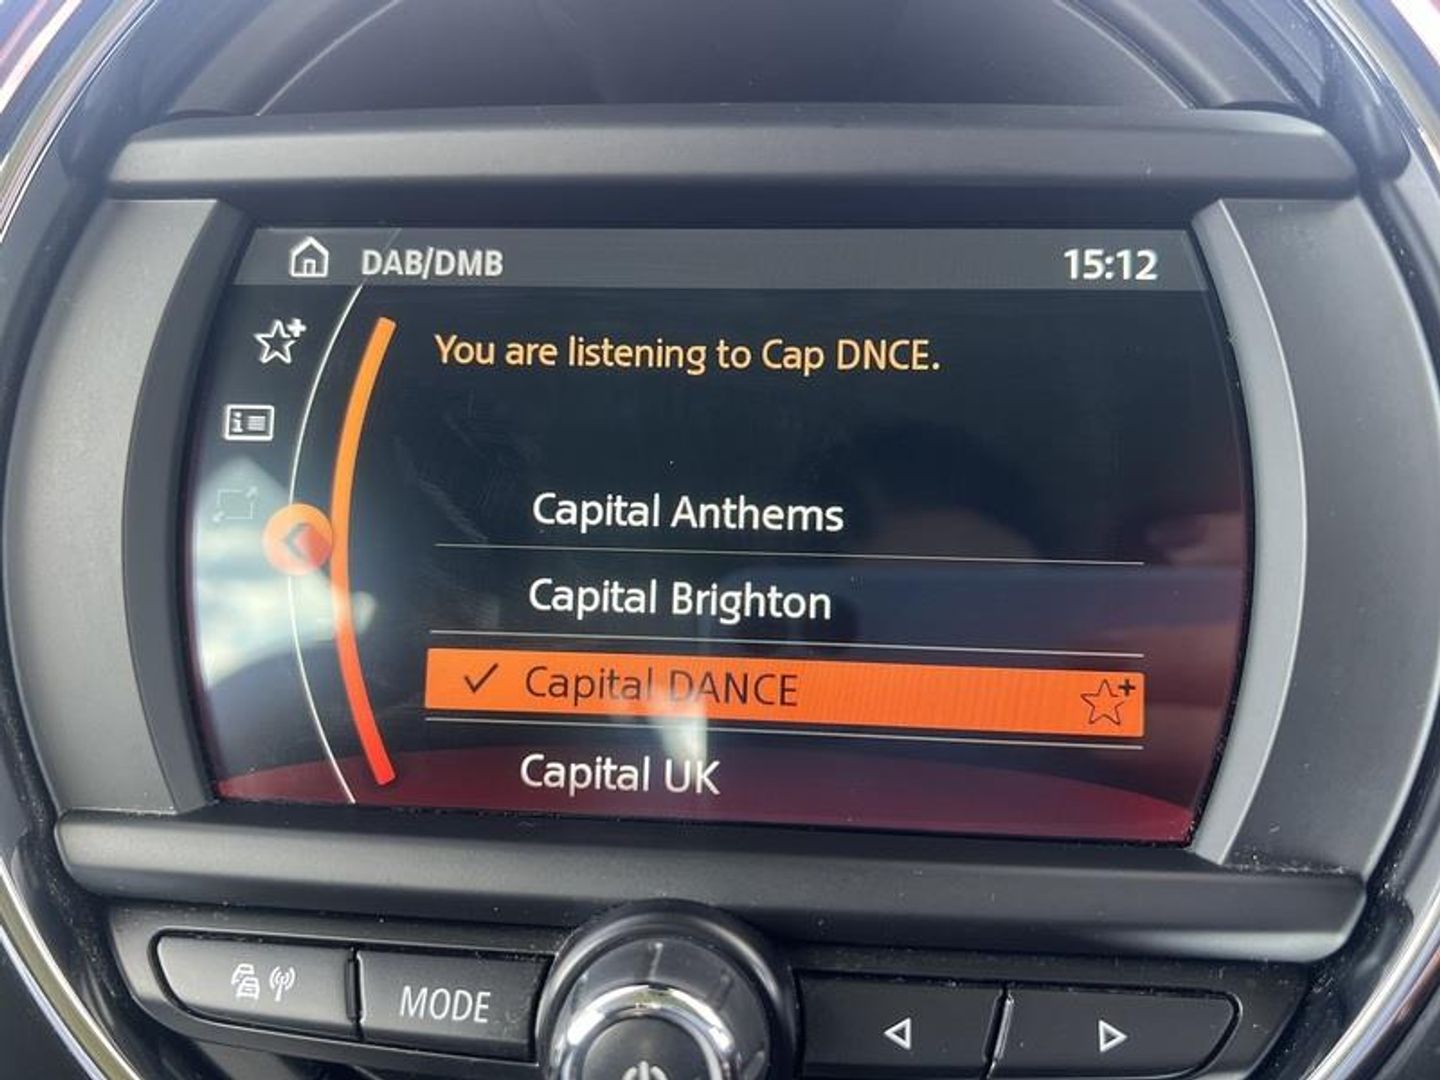 DAB/DMB 15:12
You are listening to Cap DNCE.
Capital Anthems
Capital Brighton
Capital DANCE
Capital UK
MODE